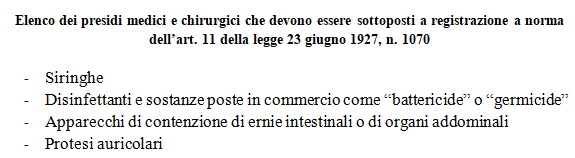 Elenco dei presidi medici e chirurgici che devono essere sottoposti a registrazione a norma
dell'art. 11 della legge 23 giugno 1927, n. 1070
- Siringhe
- Disinfettanti e sostanze poste in commercio come “battericide” o “germicide”
- Apparecchi di contenzione di ernie intestinali o di organi addominali
- Protesi auricolari